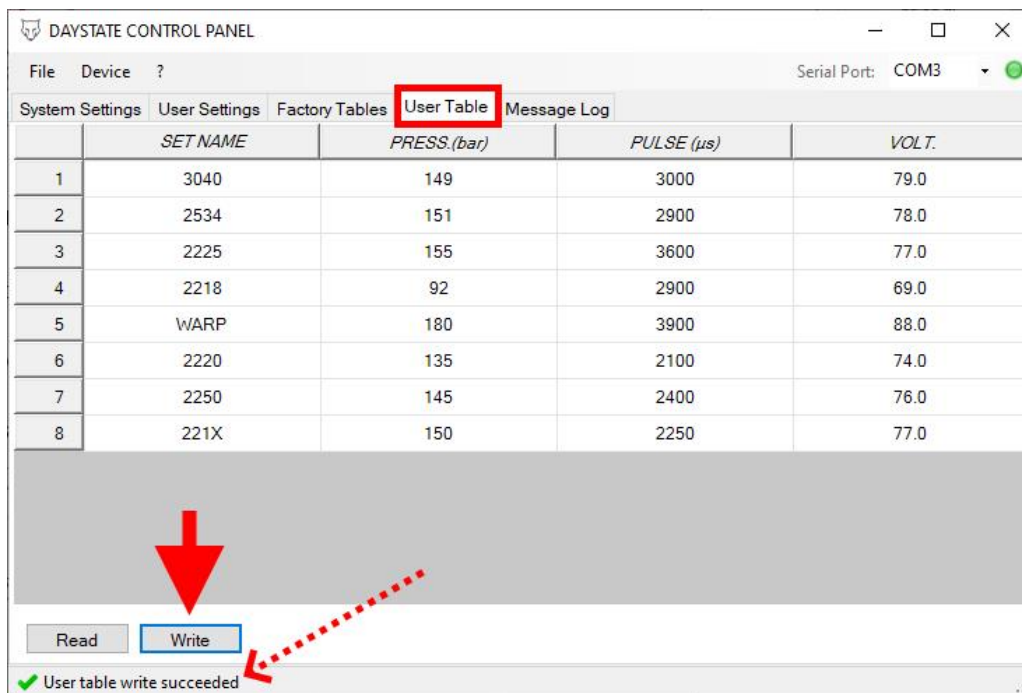 DAYSTATE CONTROL PANEL
File Device ? Serial Port: COM3
System Settings User Settings Factory Tables User Table Message Log
SET NAME PRESS.(bar) PULSE (µs) VOLT.
1 3040 149 3000 79.0
2 2534 151 2900 78.0
3 2225 155 3600 77.0
4 2218 92 2900 69.0
5 WARP 180 3900 88.0
6 2220 135 2100 74.0
7 2250 145 2400 76.0
8 221X 150 2250 77.0
Read Write
User table write succeeded